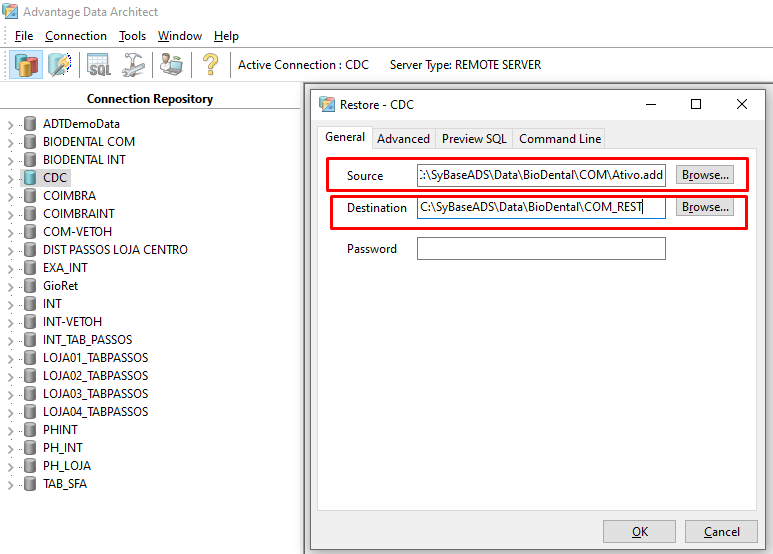 Advantage Data Architect
File Connection Tools Window Help
SQL ? Active Connection : CDC Server Type: REMOTE SERVER
Connection Repository
ADTDemoData
BIODENTAL COM
BIODENTAL INT
CDC
COIMBRA
COIMBRAINT
COM-VETOH
DIST PASSOS LOJA CENTRO
EXA_INT
GioRet
INT
INT-VETOH
INT_TAB_PASSOS
LOJA01_TABPASSOS
LOJA02_TABPASSOS
LOJA03_TABPASSOS
LOJA04_TABPASSOS
PHINT
PH_INT
PH_LOJA
TAB_SFA
Restore - CDC
General Advanced Preview SQL Command Line
Source C:\SyBaseADS\Data\BioDental\COM\Ativo.add Browse...
Destination C:\SyBaseADS\Data\BioDental\COM_REST Browse...
Password
OK Cancel